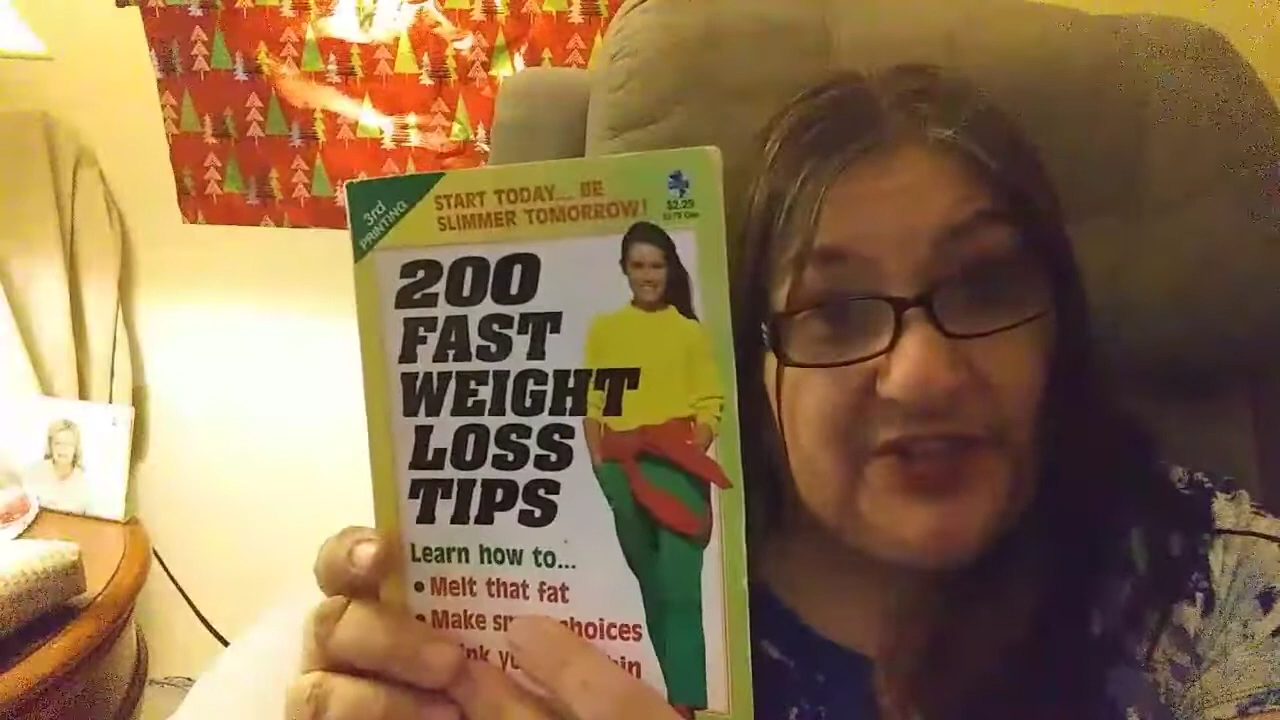 3rd
PRINTING
START TODAY... BE
SLIMMER TOMORROW!
$2.29
200
FAST
WEIGHT
LOSS
TIPS
Learn how to...
• Melt that fat
• Make choices